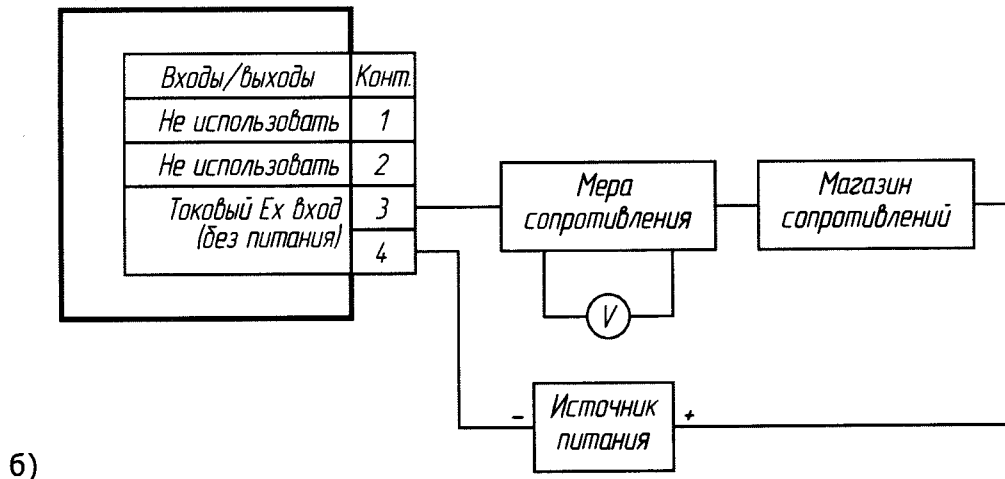 Входы/выходы Конт.
Не использовать 1
Не использовать 2
Токовый Ex вход 3
(без питания)
4
Мера
сопротивления
Магазин
сопротивлений
V
- Источник +
питания
б)